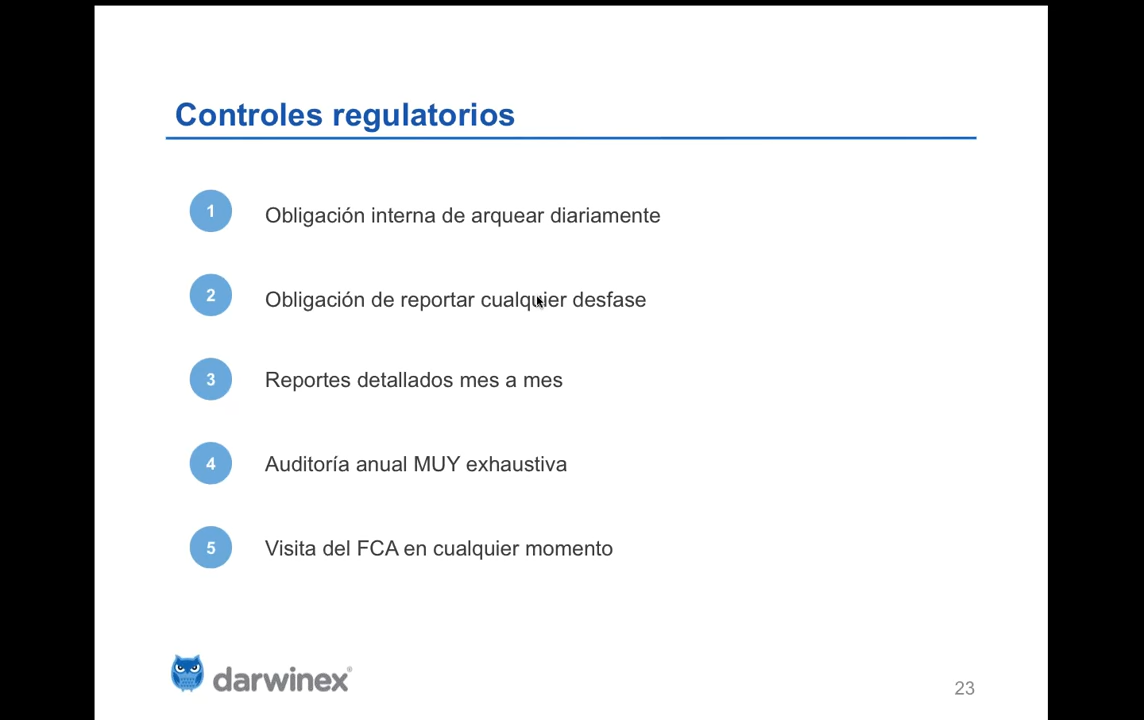 Controles regulatorios
1 Obligación interna de arquear diariamente
2 Obligación de reportar cualquier desfase
3 Reportes detallados mes a mes
4 Auditoría anual MUY exhaustiva
5 Visita del FCA en cualquier momento
darwinex®
23